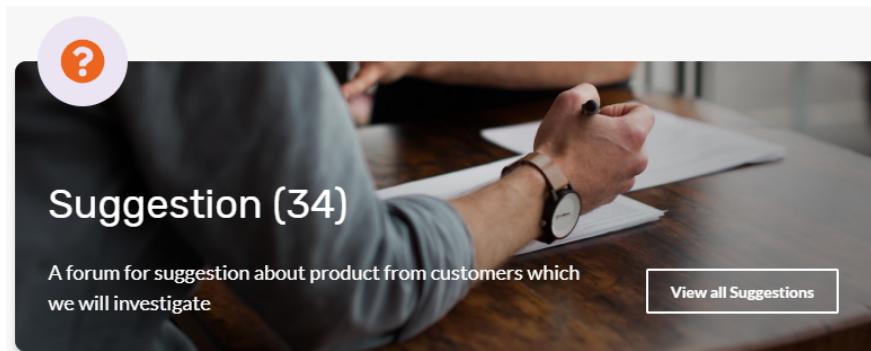 ?
Suggestion (34)
A forum for suggestion about product from customers which
we will investigate
View all Suggestions